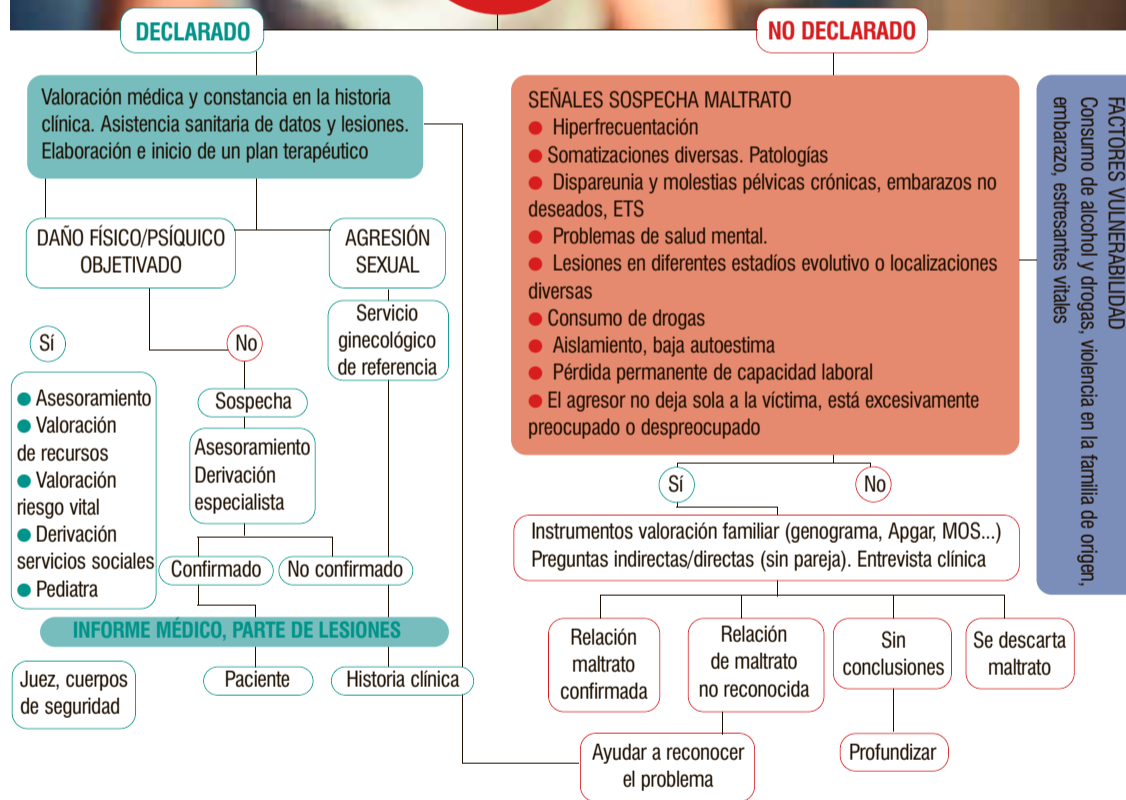 DECLARADO
Valoración médica y constancia en la historia
clínica. Asistencia sanitaria de datos y lesiones.
Elaboración e inicio de un plan terapéutico
DAÑO FÍSICO/PSÍQUICO
OBJETIVADO
AGRESIÓN
SEXUAL
Servicio
ginecológico
de referencia
Sí
No
● Asesoramiento
● Valoración
de recursos
● Valoración
riesgo vital
● Derivación
servicios sociales
● Pediatra
Sospecha
Asesoramiento
Derivación
especialista
Confirmado
No confirmado
INFORME MÉDICO, PARTE DE LESIONES
Juez, cuerpos
de seguridad
Paciente
Historia clínica
NO DECLARADO
SEÑALES SOSPECHA MALTRATO
● Hiperfrecuentación
● Somatizaciones diversas. Patologías
● Dispareunia y molestias pélvicas crónicas, embarazos no
deseados, ETS
● Problemas de salud mental.
● Lesiones en diferentes estadíos evolutivo o localizaciones
diversas
● Consumo de drogas
● Aislamiento, baja autoestima
● Pérdida permanente de capacidad laboral
● El agresor no deja sola a la víctima, está excesivamente
preocupado o despreocupado
FACTORES VULNERABILIDAD
Consumo de alcohol y drogas, violencia en la familia de origen,
embarazo, estresantes vitales
Sí
No
Instrumentos valoración familiar (genograma, Apgar, MOS...)
Preguntas indirectas/directas (sin pareja). Entrevista clínica
Relación
maltrato
confirmada
Relación
de maltrato
no reconocida
Sin
conclusiones
Se descarta
maltrato
Ayudar a reconocer
el problema
Profundizar